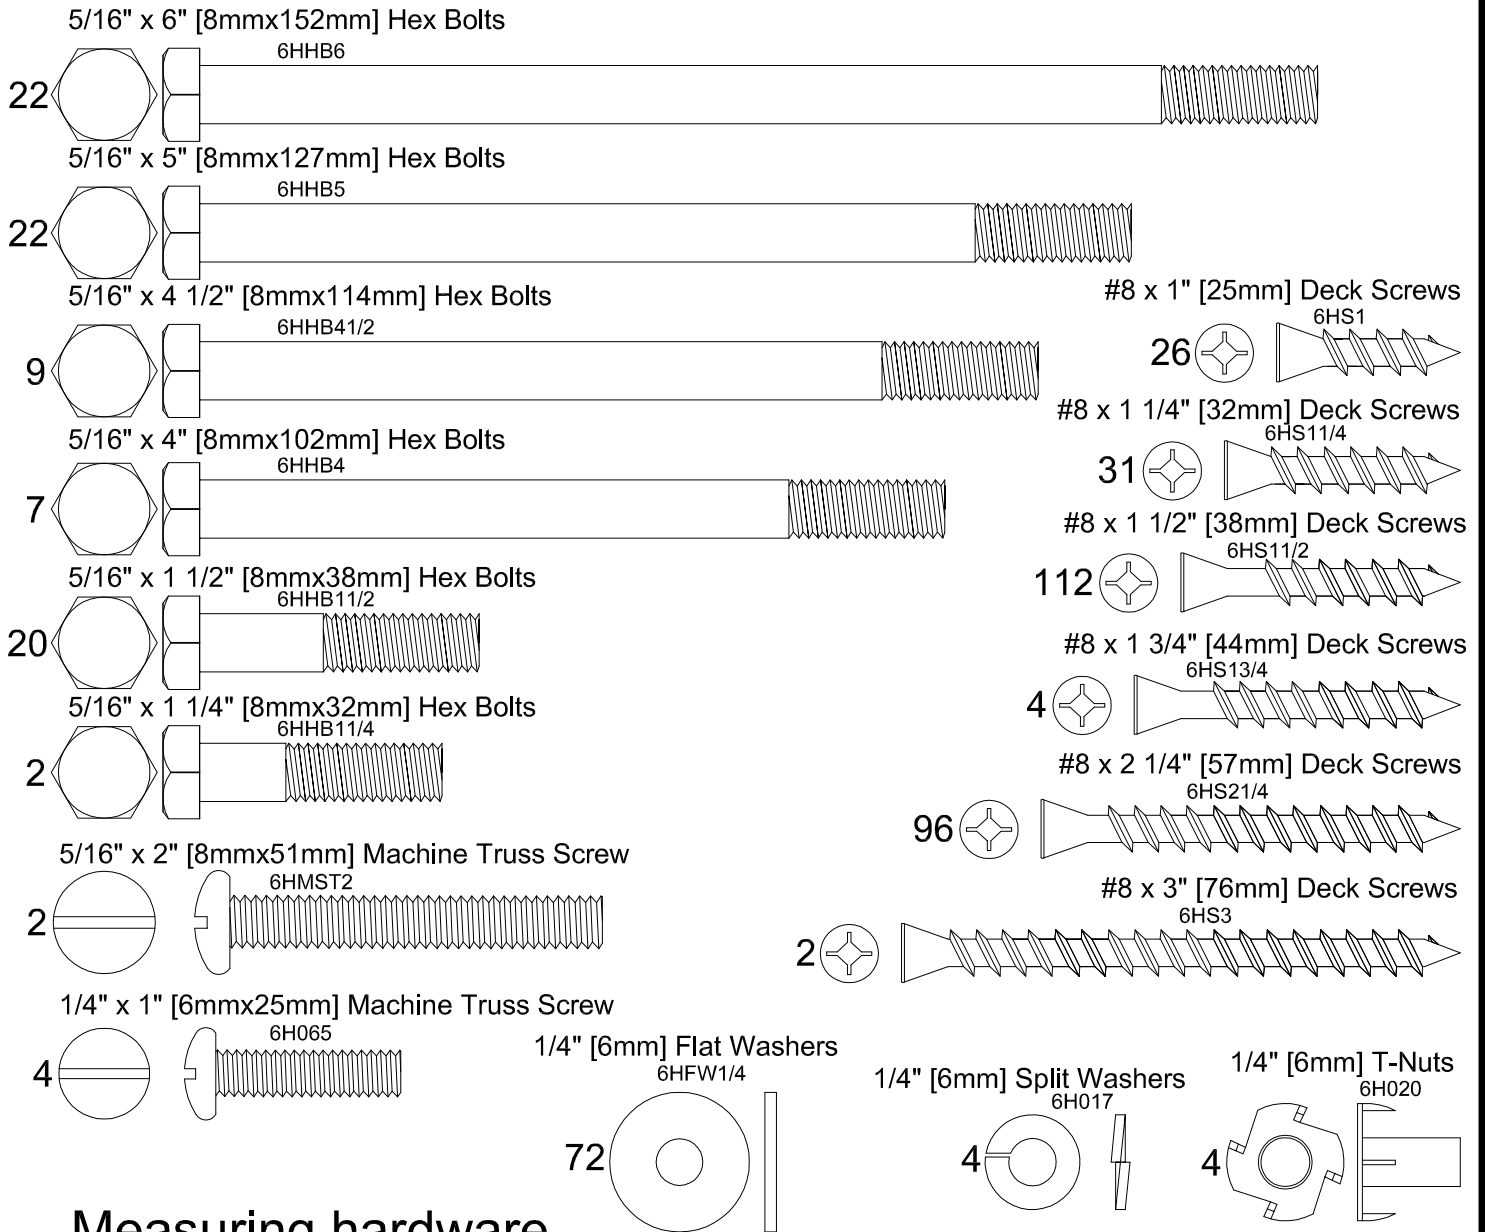 5/16" x 6" [8mmx152mm] Hex Bolts
6HHB6
22
5/16" x 5" [8mmx127mm] Hex Bolts
6HHB5
22
5/16" x 4 1/2" [8mmx114mm] Hex Bolts
6HHB41/2
9
5/16" x 4" [8mmx102mm] Hex Bolts
6HHB4
7
5/16" x 1 1/2" [8mmx38mm] Hex Bolts
6HHB11/2
20
5/16" x 1 1/4" [8mmx32mm] Hex Bolts
6HHB11/4
2
5/16" x 2" [8mmx51mm] Machine Truss Screw
6HMST2
2
1/4" x 1" [6mmx25mm] Machine Truss Screw
6H065
4
#8 x 1" [25mm] Deck Screws
6HS1
26
#8 x 1 1/4" [32mm] Deck Screws
6HS11/4
31
#8 x 1 1/2" [38mm] Deck Screws
6HS11/2
112
#8 x 1 3/4" [44mm] Deck Screws
6HS13/4
4
#8 x 2 1/4" [57mm] Deck Screws
6HS21/4
96
#8 x 3" [76mm] Deck Screws
6HS3
2
1/4" [6mm] Flat Washers
6HFW1/4
72
1/4" [6mm] Split Washers
6H017
4
1/4" [6mm] T-Nuts
6H020
4
Measuring hardware